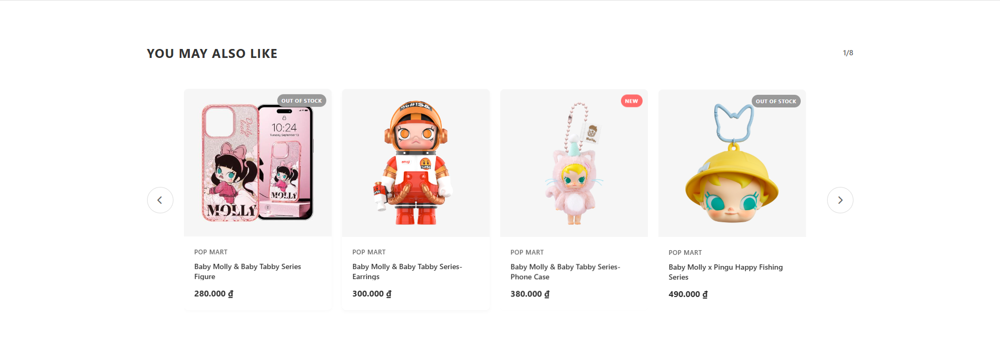 YOU MAY ALSO LIKE
1/8
OUT OF STOCK
Daily
look
10:24
Tuesday, September 13
MOLLY
MOLLY
POP MART
Baby Molly & Baby Tabby Series
Figure
280.000 ₫
%#!$&
emoji
POP MART
Baby Molly & Baby Tabby Series-
Earrings
300.000 ₫
NEW
Molly
POP MART
Baby Molly & Baby Tabby Series-
Phone Case
380.000 ₫
OUT OF STOCK
POP MART
Baby Molly x Pingu Happy Fishing
Series
490.000 ₫